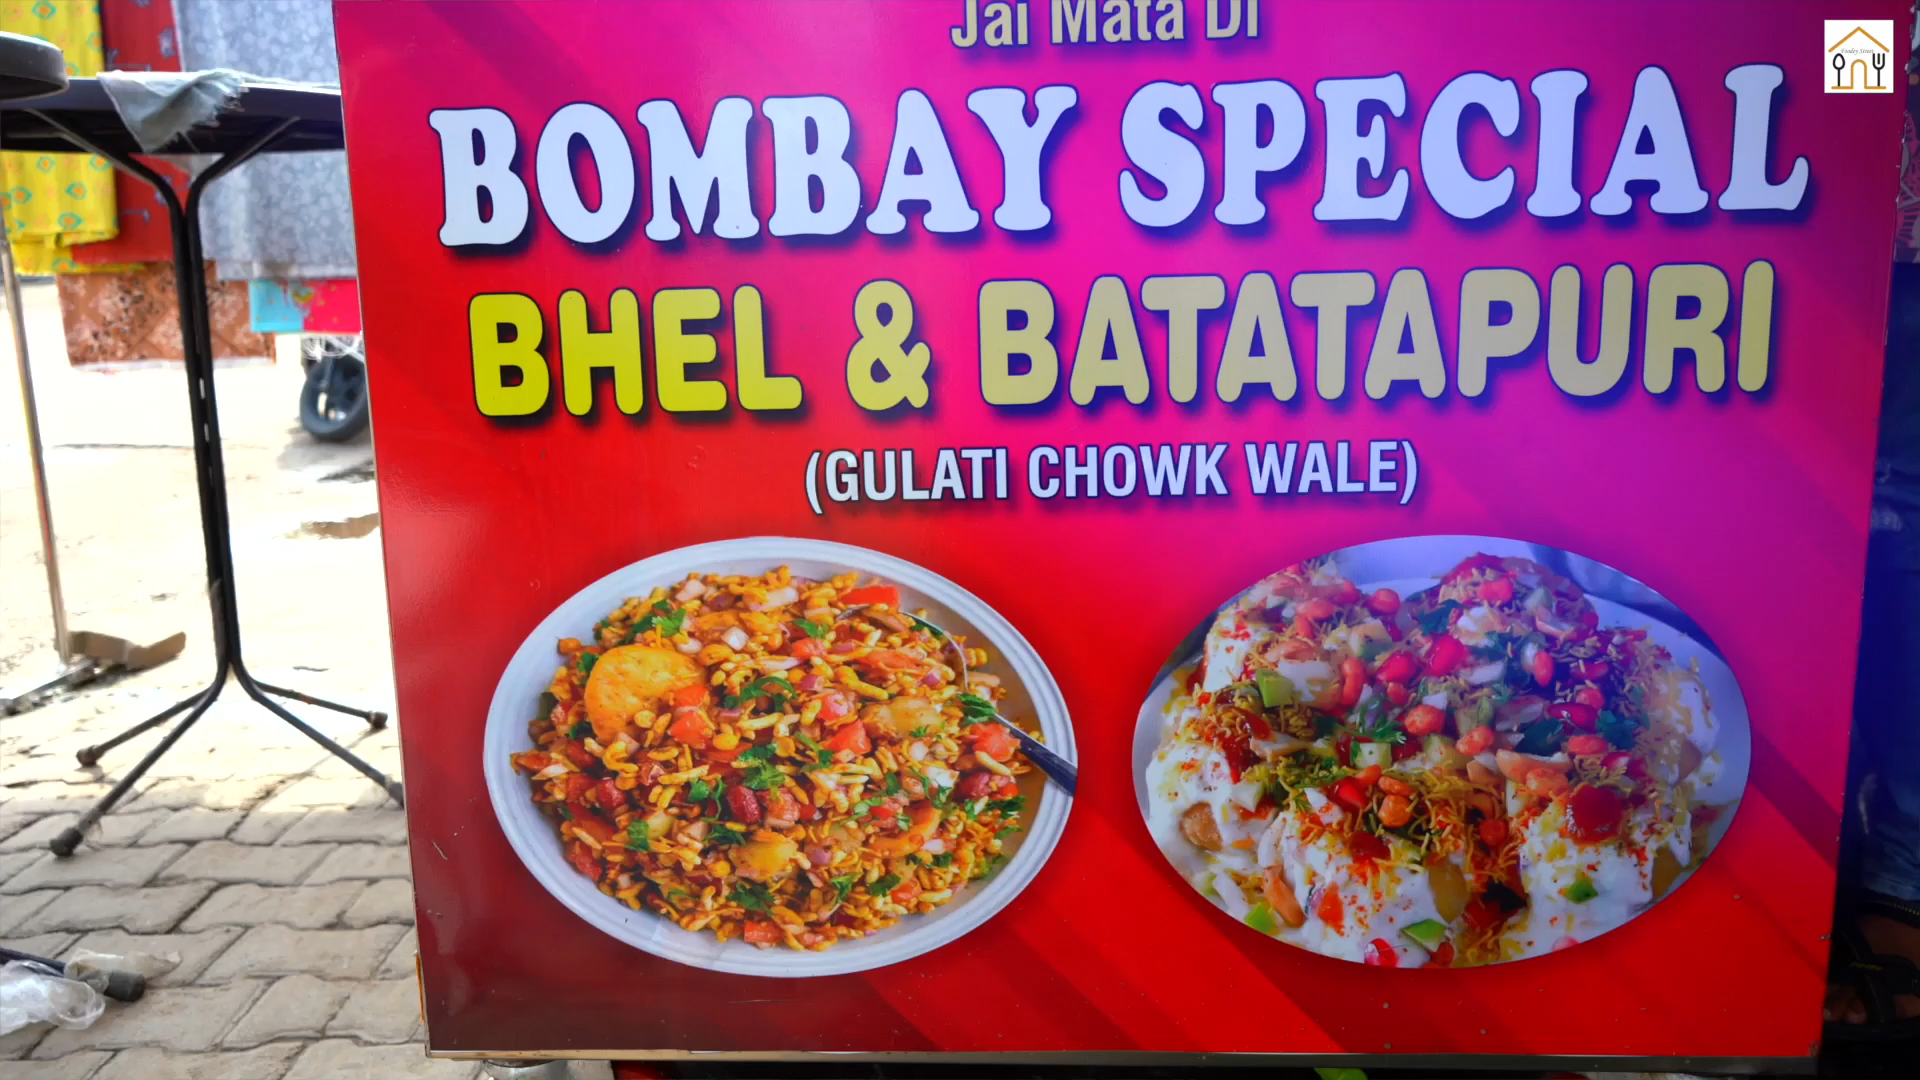 Jai Mata Di
BOMBAY SPECIAL
BHEL & BATATAPURI
(GULATI CHOWK WALE)